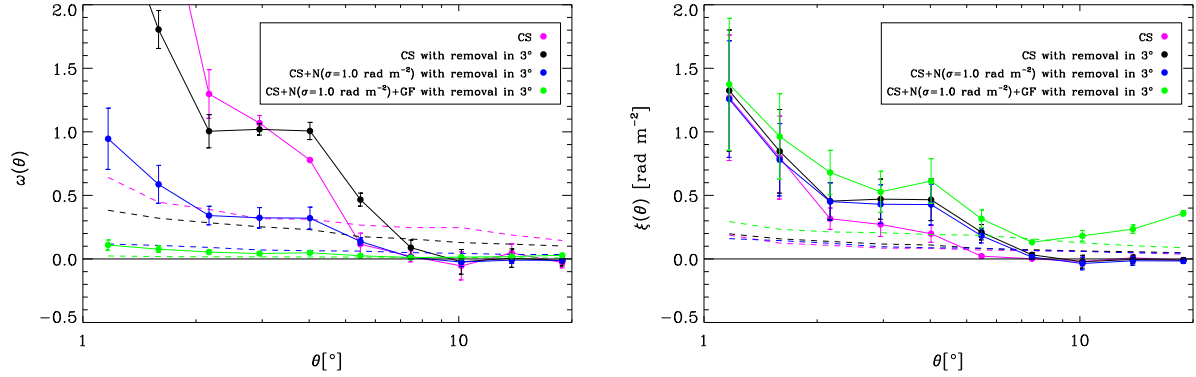 2.0
1.5
1.0
0.5
0.0
−0.5
ω(θ)
1
10
θ[°]
CS
CS with removal in 3°
CS+N(σ=1.0 rad m⁻²) with removal in 3°
CS+N(σ=1.0 rad m⁻²)+GF with removal in 3°
2.0
1.5
1.0
0.5
0.0
−0.5
ξ(θ) [rad m⁻²]
1
10
θ[°]
CS
CS with removal in 3°
CS+N(σ=1.0 rad m⁻²) with removal in 3°
CS+N(σ=1.0 rad m⁻²)+GF with removal in 3°